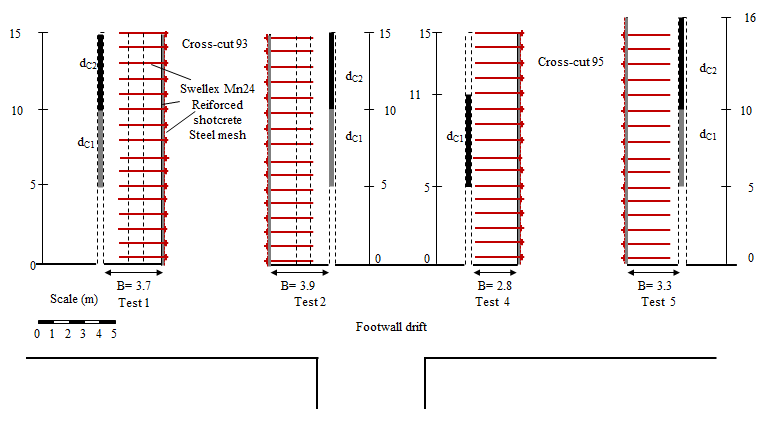 15
10
5
0
dC2
dC1
Cross-cut 93
Swellex Mn24
Reiforced
shotcrete
Steel mesh
B= 3.7
Test 1
15
10
5
0
dC2
dC1
B= 3.9
Test 2
15
11
5
0
dC1
B= 2.8
Test 4
Cross-cut 95
16
10
5
0
dC2
dC1
B= 3.3
Test 5
Scale (m)
0 1 2 3 4 5
Footwall drift